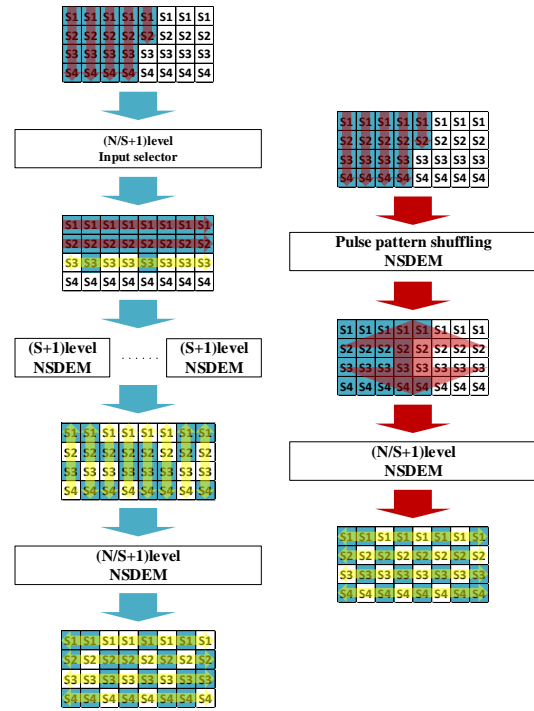 S1 S1 S1 S1 S1 S1 S1 S1
S2 S2 S2 S2 S2 S2 S2 S2
S3 S3 S3 S3 S3 S3 S3 S3
S4 S4 S4 S4 S4 S4 S4 S4
(N/S+1)level
Input selector
S1 S1 S1 S1 S1 S1 S1 S1
S2 S2 S2 S2 S2 S2 S2 S2
S3 S3 S3 S3 S3 S3 S3 S3
S4 S4 S4 S4 S4 S4 S4 S4
(S+1)level
NSDEM
......
(S+1)level
NSDEM
S1 S1 S1 S1 S1 S1 S1 S1
S2 S2 S2 S2 S2 S2 S2 S2
S3 S3 S3 S3 S3 S3 S3 S3
S4 S4 S4 S4 S4 S4 S4 S4
(N/S+1)level
NSDEM
S1 S1 S1 S1 S1 S1 S1 S1
S2 S2 S2 S2 S2 S2 S2 S2
S3 S3 S3 S3 S3 S3 S3 S3
S4 S4 S4 S4 S4 S4 S4 S4
S1 S1 S1 S1 S1 S1 S1 S1
S2 S2 S2 S2 S2 S2 S2 S2
S3 S3 S3 S3 S3 S3 S3 S3
S4 S4 S4 S4 S4 S4 S4 S4
Pulse pattern shuffling
NSDEM
S1 S1 S1 S1 S1 S1 S1 S1
S2 S2 S2 S2 S2 S2 S2 S2
S3 S3 S3 S3 S3 S3 S3 S3
S4 S4 S4 S4 S4 S4 S4 S4
(N/S+1)level
NSDEM
S1 S1 S1 S1 S1 S1 S1 S1
S2 S2 S2 S2 S2 S2 S2 S2
S3 S3 S3 S3 S3 S3 S3 S3
S4 S4 S4 S4 S4 S4 S4 S4